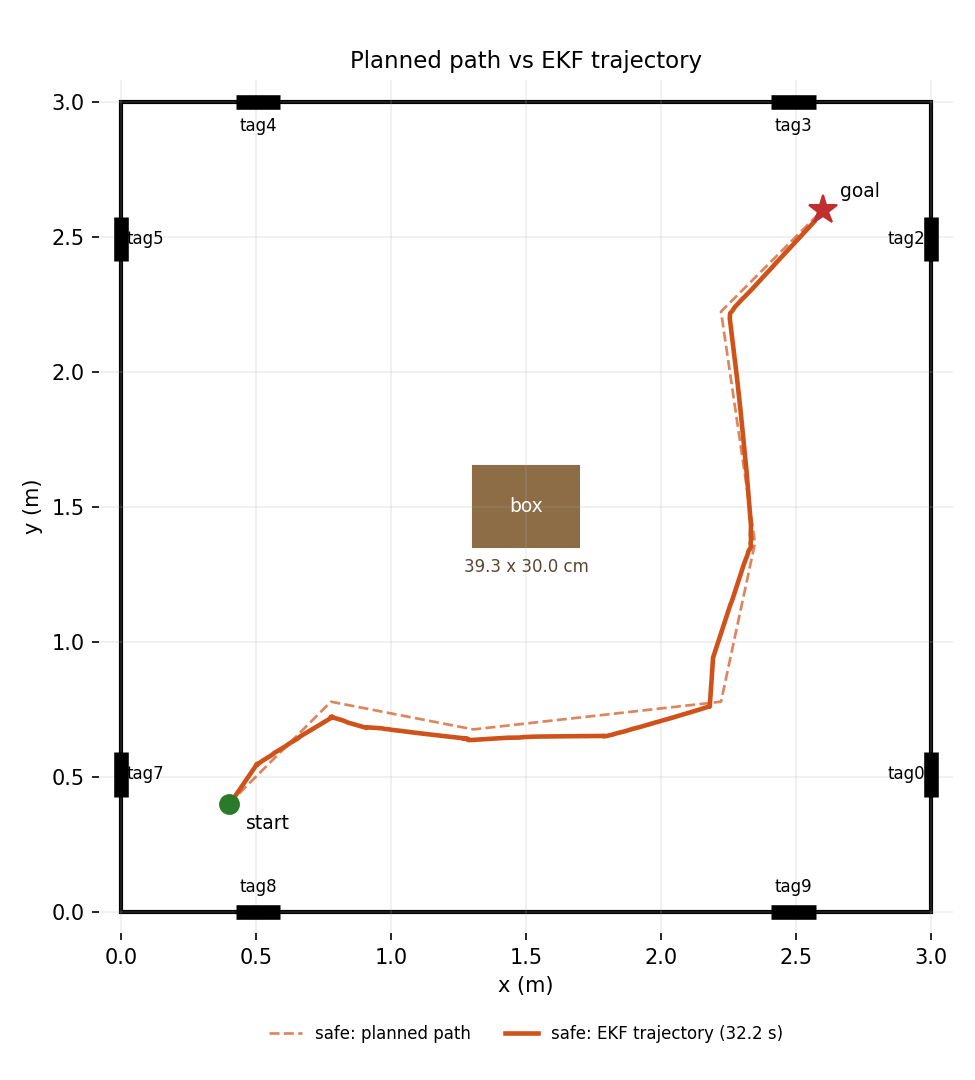 Planned path vs EKF trajectory
3.0
tag4
tag3
goal
2.5
tag5
tag2
2.0
y (m)
1.5
box
39.3 x 30.0 cm
1.0
0.5
tag7
tag0
start
tag8
tag9
0.0
0.0 0.5 1.0 1.5 2.0 2.5 3.0
x (m)
safe: planned path
safe: EKF trajectory (32.2 s)